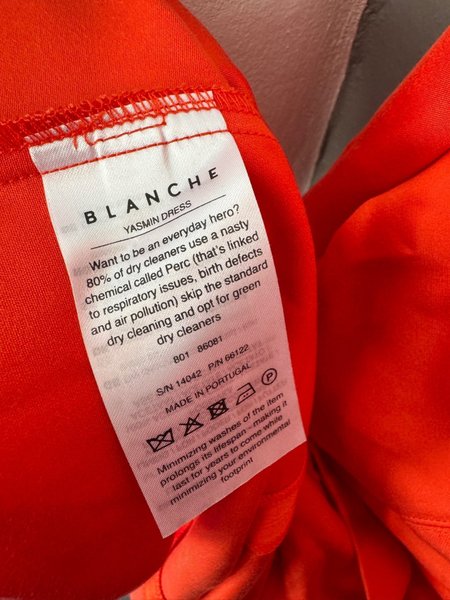 BLANCHE
YASMIN DRESS
Want to be an everyday hero?
80% of dry cleaners use a nasty
chemical called Perc (that's linked
to respiratory issues, birth defects
and air pollution) skip the standard
dry cleaning and opt for green
dry cleaners
801 86081
S/N 14042 P/N 66122
MADE IN PORTUGAL
P
Minimizing washes of the item
prolongs its lifespan – making it
last for years to come while
minimizing your environmental
footprint